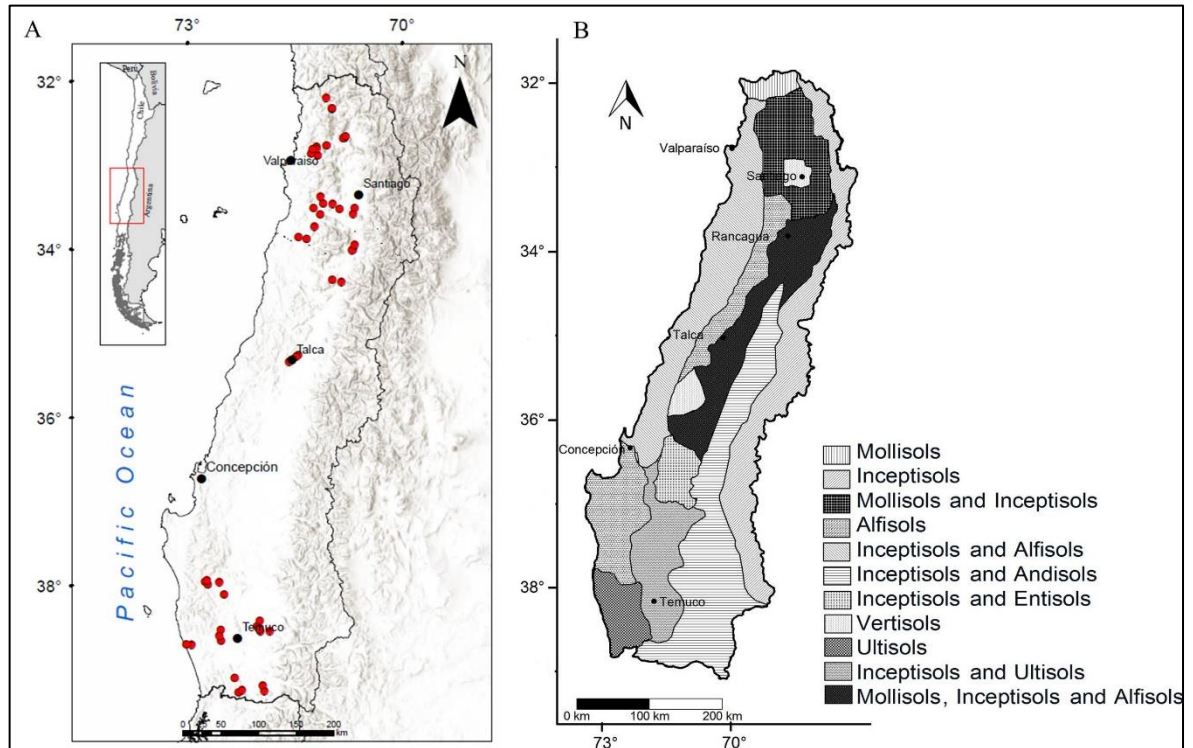 A
73°
70°
32°
34°
36°
38°
N
Peru
Bolivia
Chile
Argentina
Valparaiso
Santiago
Talca
Concepción
Temuco
Pacific Ocean
0 25 50 100 150 200
km
B
32°
34°
36°
38°
N
Valparaíso
Santiago
Rancagua
Talca
Concepción
Temuco
Mollisols
Inceptisols
Mollisols and Inceptisols
Alfisols
Inceptisols and Alfisols
Inceptisols and Andisols
Inceptisols and Entisols
Vertisols
Ultisols
Inceptisols and Ultisols
Mollisols, Inceptisols and Alfisols
0 km 100 km 200 km
73° 70°